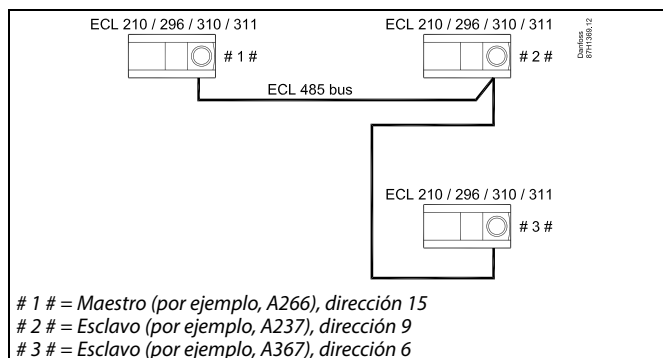 ECL 210 / 296 / 310 / 311
# 1 #
ECL 210 / 296 / 310 / 311
# 2 #
Danfoss
87H1369.12
ECL 485 bus
ECL 210 / 296 / 310 / 311
# 3 #
# 1 # = Maestro (por ejemplo, A266), dirección 15
# 2 # = Esclavo (por ejemplo, A237), dirección 9
# 3 # = Esclavo (por ejemplo, A367), dirección 6